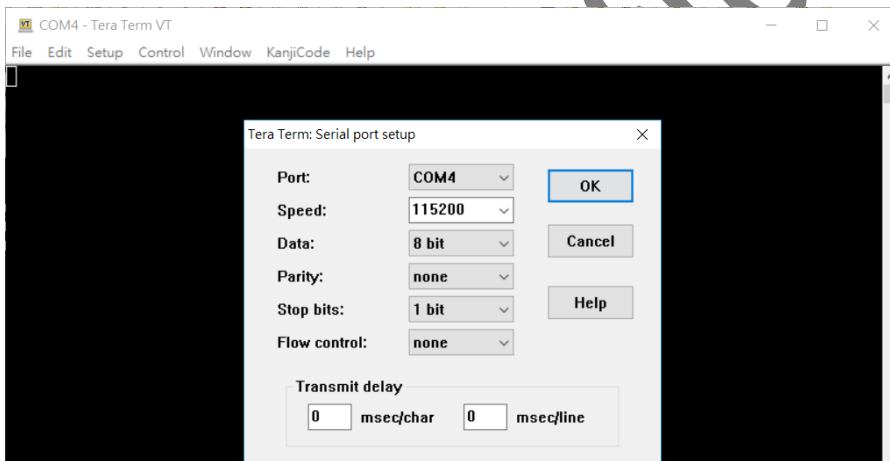 VT COM4 - Tera Term VT
File Edit Setup Control Window KanjiCode Help
Tera Term: Serial port setup
Port: COM4 OK
Speed: 115200
Data: 8 bit Cancel
Parity: none
Stop bits: 1 bit Help
Flow control: none
Transmit delay
0 msec/char 0 msec/line